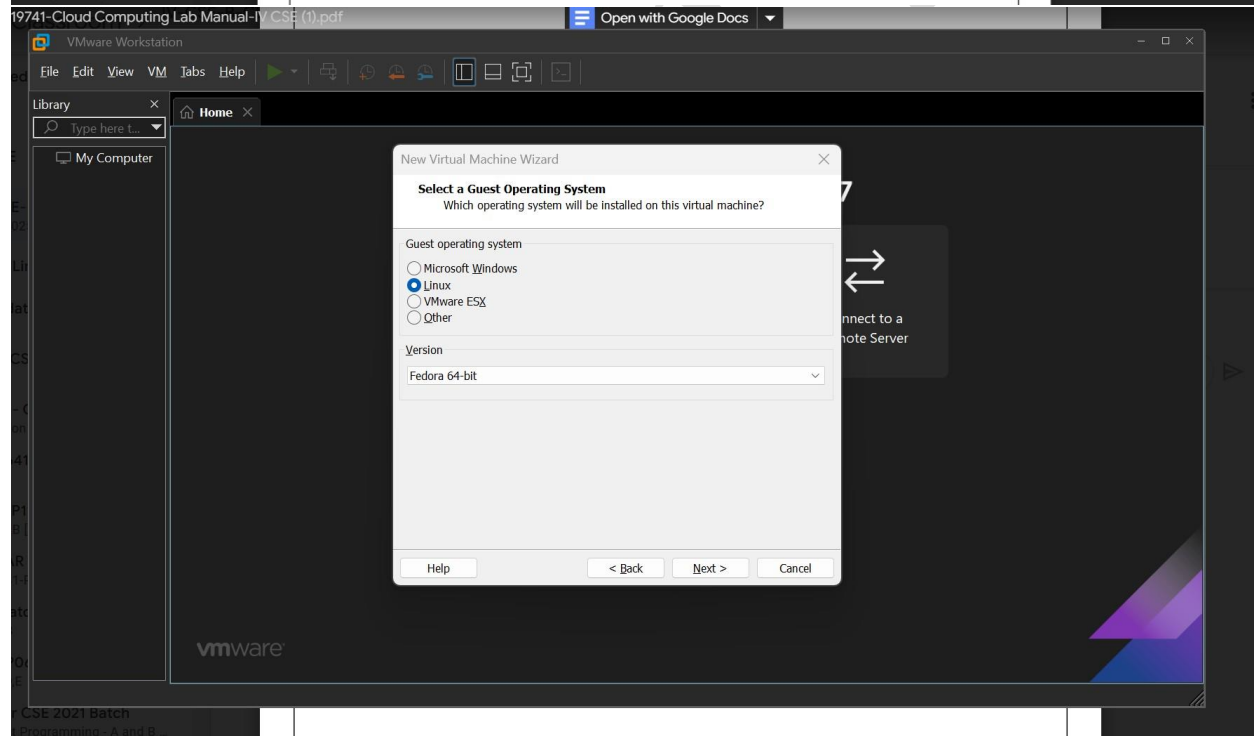 19741-Cloud Computing Lab Manual-IV CSE (1).pdf
Open with Google Docs
VMware Workstation
File Edit View VM Tabs Help
Library
Home
Type here t...
My Computer
New Virtual Machine Wizard
Select a Guest Operating System
Which operating system will be installed on this virtual machine?
7
Guest operating system
Microsoft Windows
Linux
VMware ESX
Other
nnect to a
note Server
Version
Fedora 64-bit
Help < Back Next > Cancel
vmware
r CSE 2021 Batch
Programming - A and B